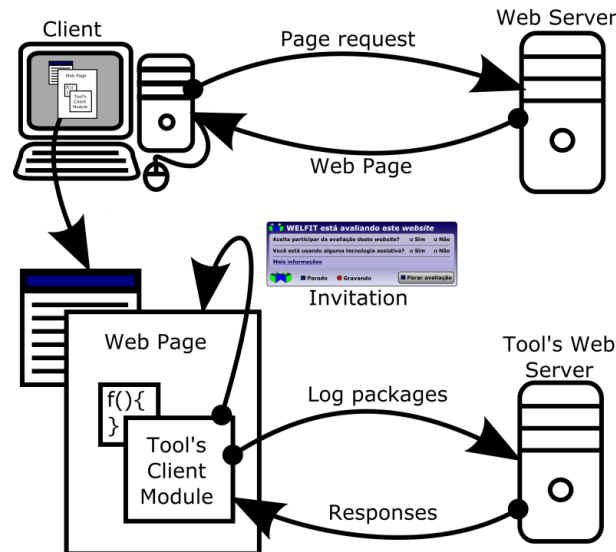 Client
Web Server
Page request
Web Page
Tool's
Client
Module
Web Page
WELFIT está avaliando este website
Aceita participar da avaliação deste website? Sim Não
Você está usando alguma tecnologia assistiva? Sim Não
Mais informações
Parado Gravando Parar avaliação
Invitation
Web Page
Tool's Web
Server
f(){
}
Log packages
Tool's
Client
Module
Responses